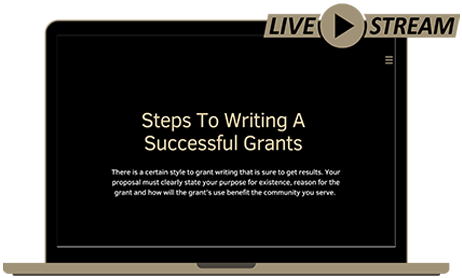 LIVE STREAM
Steps To Writing A
Successful Grants
There is a certain style to grant writing that is sure to get results. Your
proposal must clearly state your purpose for existence, reason for the
grant and how will the grant's use benefit the community you serve.